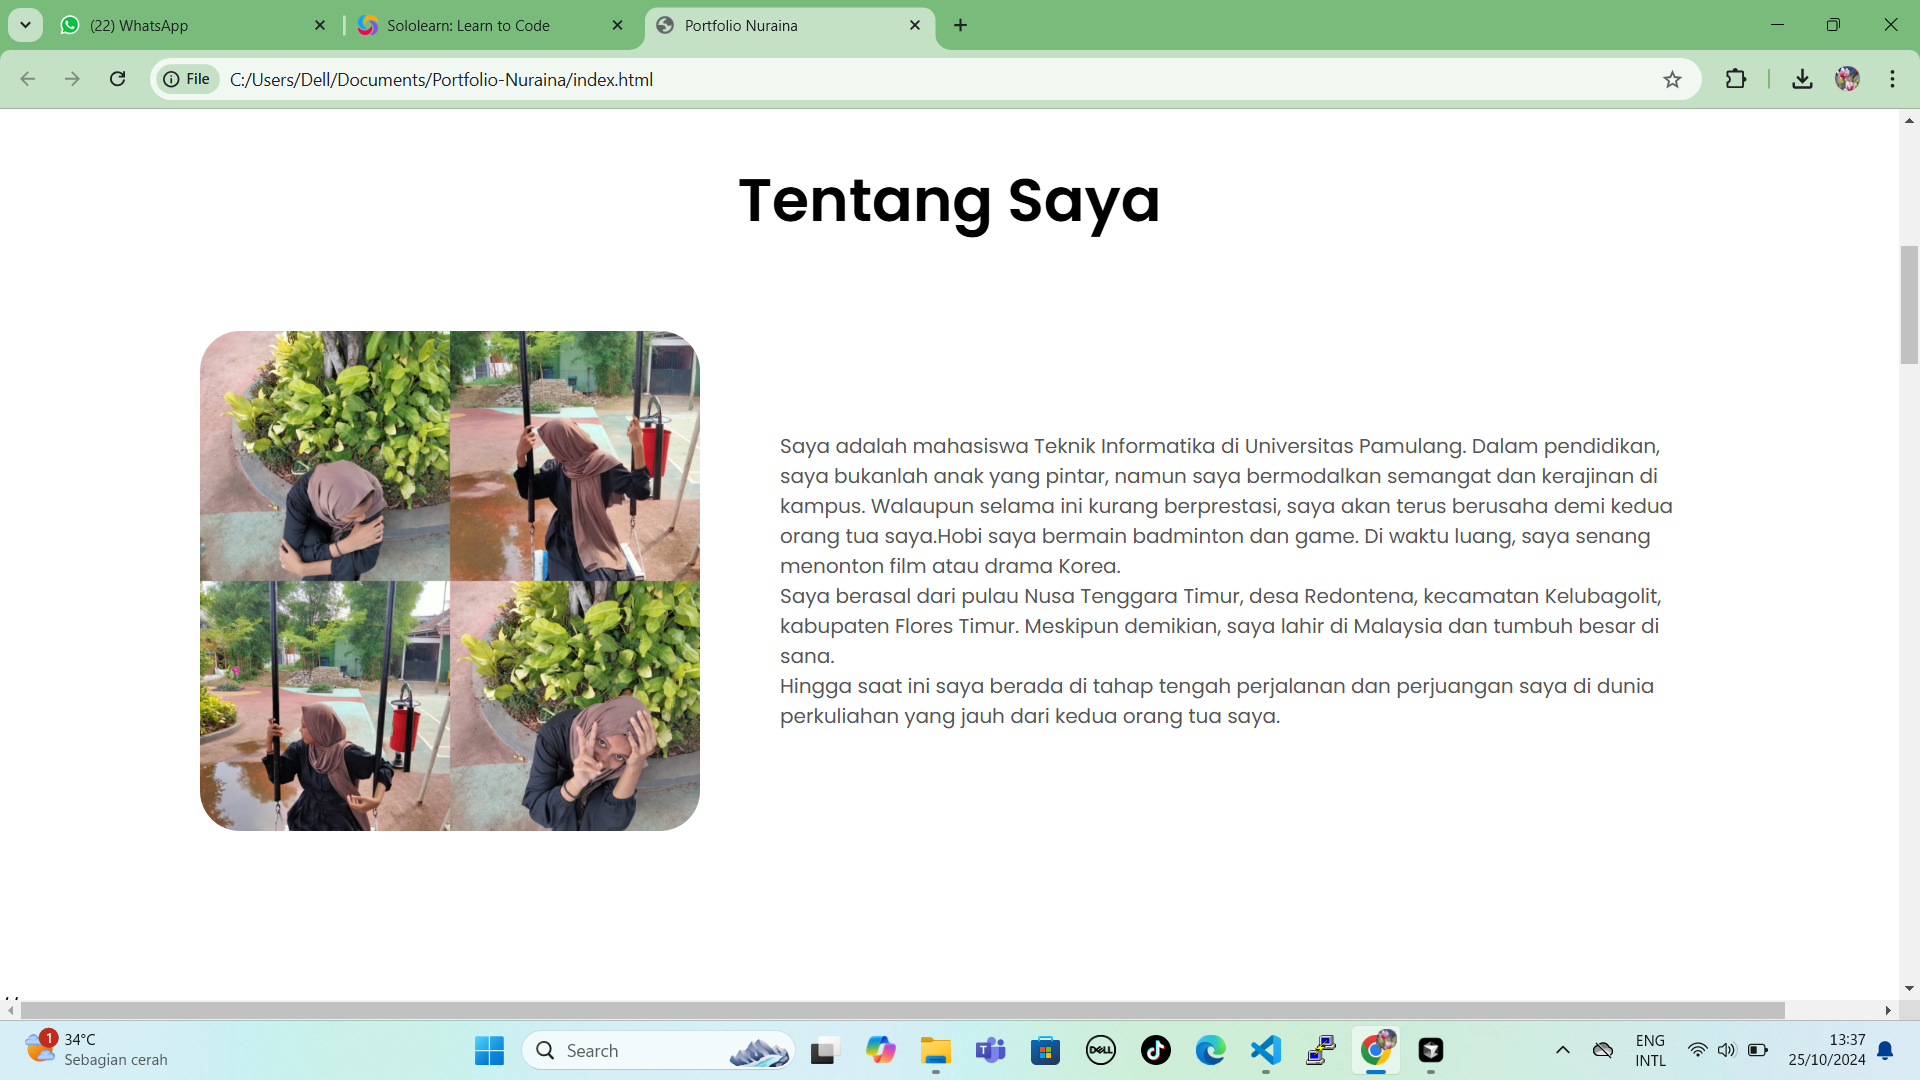 (22) WhatsApp
Sololearn: Learn to Code
Portfolio Nuraina
File
C:/Users/Dell/Documents/Portfolio-Nuraina/index.html
Tentang Saya
Saya adalah mahasiswa Teknik Informatika di Universitas Pamulang. Dalam pendidikan,
saya bukanlah anak yang pintar, namun saya bermodalkan semangat dan kerajinan di
kampus. Walaupun selama ini kurang berprestasi, saya akan terus berusaha demi kedua
orang tua saya.Hobi saya bermain badminton dan game. Di waktu luang, saya senang
menonton film atau drama Korea.
Saya berasal dari pulau Nusa Tenggara Timur, desa Redontena, kecamatan Kelubagolit,
kabupaten Flores Timur. Meskipun demikian, saya lahir di Malaysia dan tumbuh besar di
sana.
Hingga saat ini saya berada di tahap tengah perjalanan dan perjuangan saya di dunia
perkuliahan yang jauh dari kedua orang tua saya.
1
34°C
Sebagian cerah
Search
DELL
ENG
INTL
13:37
25/10/2024